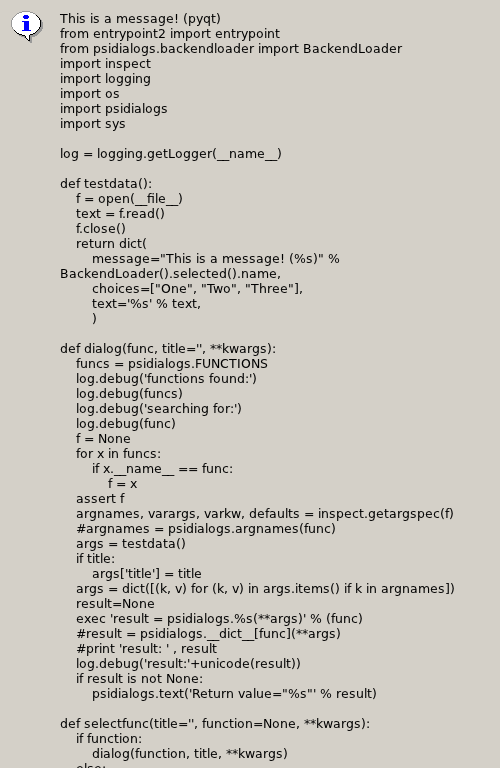 This is a message! (pyqt)
from entrypoint2 import entrypoint
from psidialogs.backendloader import BackendLoader
import inspect
import logging
import os
import psidialogs
import sys

log = logging.getLogger(__name__)

def testdata():
    f = open(__file__)
    text = f.read()
    f.close()
    return dict(
        message="This is a message! (%s)" %
BackendLoader().selected().name,
        choices=["One", "Two", "Three"],
        text='%s' % text,
        )

def dialog(func, title='', **kwargs):
    funcs = psidialogs.FUNCTIONS
    log.debug('functions found:')
    log.debug(funcs)
    log.debug('searching for:')
    log.debug(func)
    f = None
    for x in funcs:
        if x.__name__ == func:
            f = x
    assert f
    argnames, varargs, varkw, defaults = inspect.getargspec(f)
    #argnames = psidialogs.argnames(func)
    args = testdata()
    if title:
        args['title'] = title
    args = dict([(k, v) for (k, v) in args.items() if k in argnames])
    result=None
    exec 'result = psidialogs.%s(**args)' % (func)
    #result = psidialogs.__dict__[func](**args)
    #print 'result: ' , result
    log.debug('result:'+unicode(result))
    if result is not None:
        psidialogs.text('Return value="%s"' % result)

def selectfunc(title='', function=None, **kwargs):
    if function:
        dialog(function, title, **kwargs)
    else: